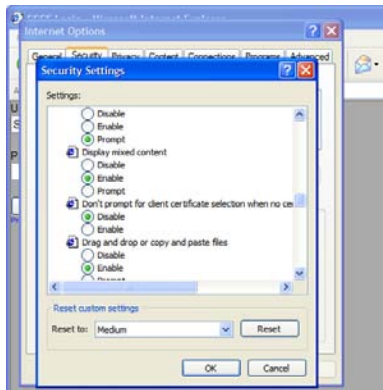 Internet Options
General Security Privacy Content Connections Programs Advanced
Security Settings
Settings:
Disable
Enable
Prompt
Display mixed content
Disable
Enable
Prompt
Don't prompt for client certificate selection when no
Disable
Enable
Drag and drop or copy and paste files
Disable
Enable
Reset custom settings
Reset to: Medium Reset
OK Cancel